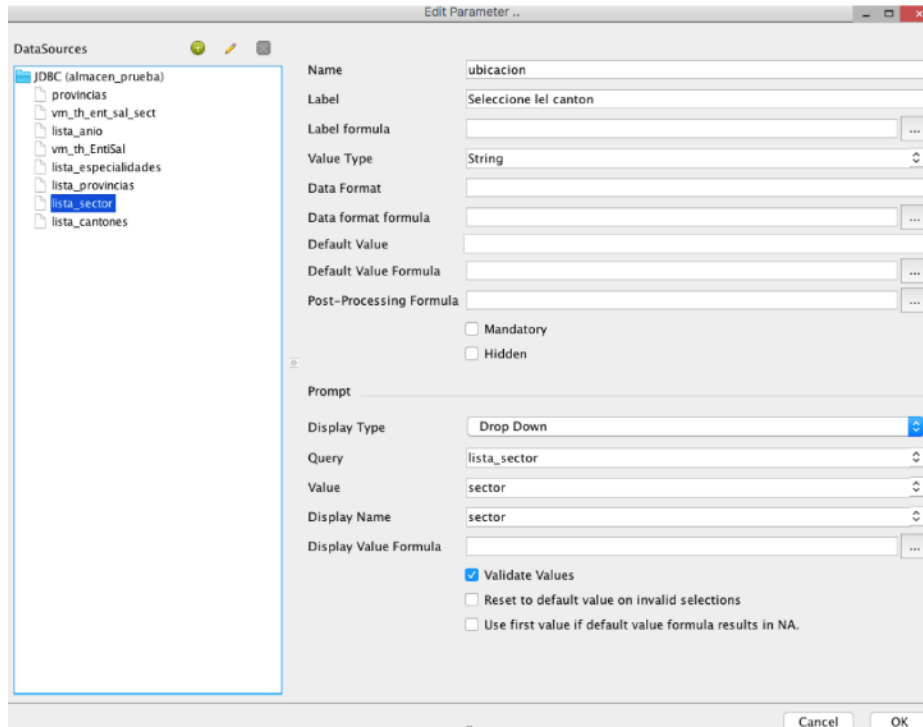 Edit Parameter ..
DataSources
JDBC (almacen_prueba)
provincias
vm_th_ent_sal_sect
lista_anio
vm_th_EntiSal
lista_especialidades
lista_provincias
lista_sector
lista_cantones
Name ubicacion
Label Seleccione lel canton
Label formula ...
Value Type String
Data Format
Data format formula ...
Default Value
Default Value Formula ...
Post-Processing Formula ...
Mandatory
Hidden
Prompt
Display Type Drop Down
Query lista_sector
Value sector
Display Name sector
Display Value Formula ...
Validate Values
Reset to default value on invalid selections
Use first value if default value formula results in NA.
Cancel OK